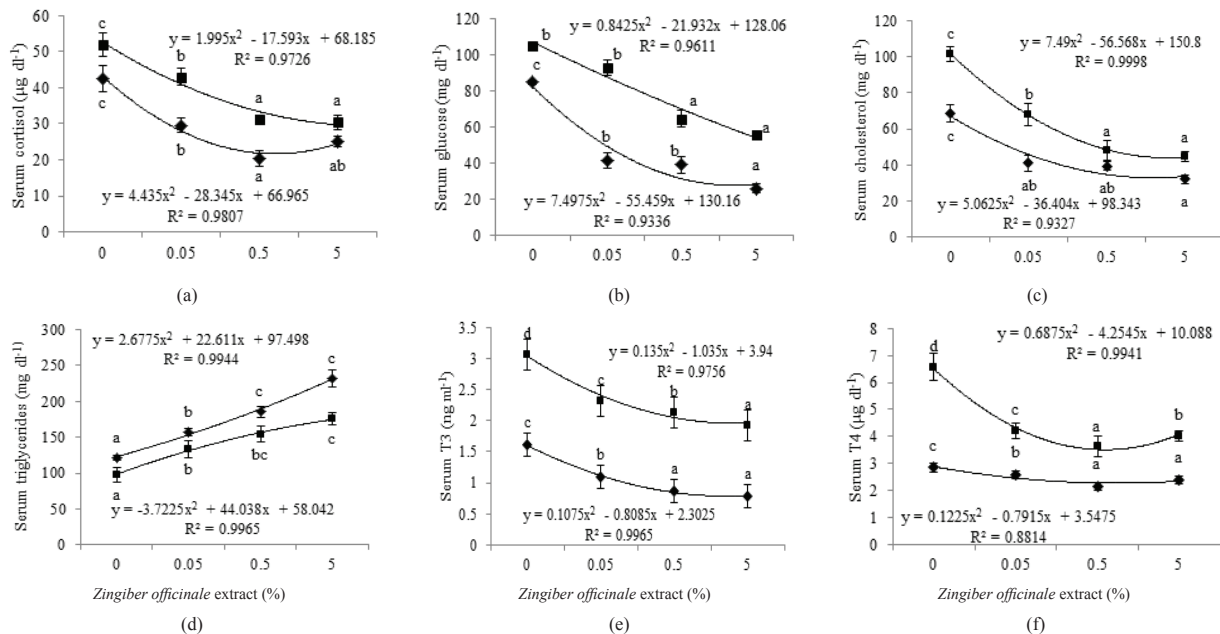 Serum cortisol (µg dl-1)
60
50
40
30
20
10
0
c
c
b
b
a
a
a
ab
y = 1.995x2 - 17.593x + 68.185
R2 = 0.9726
y = 4.435x2 - 28.345x + 66.965
R2 = 0.9807
0 0.05 0.5 5
(a)
Serum glucose (mg dl-1)
120
100
80
60
40
20
0
b
c
b
b
a
b
a
a
y = 0.8425x2 - 21.932x + 128.06
R2 = 0.9611
y = 7.4975x2 - 55.459x + 130.16
R2 = 0.9336
0 0.05 0.5 5
(b)
Serum cholesterol (mg dl-1)
120
100
80
60
40
20
0
c
c
b
ab
a
ab
a
a
y = 7.49x2 - 56.568x + 150.8
R2 = 0.9998
y = 5.0625x2 - 36.404x + 98.343
R2 = 0.9327
0 0.05 0.5 5
(c)
Serum triglycerides (mg dl-1)
300
250
200
150
100
50
0
a
a
b
b
c
bc
c
c
y = 2.6775x2 + 22.611x + 97.498
R2 = 0.9944
y = -3.7225x2 + 44.038x + 58.042
R2 = 0.9965
0 0.05 0.5 5
Zingiber officinale extract (%)
(d)
Serum T3 (ng ml-1)
3.5
3
2.5
2
1.5
1
0.5
0
d
c
c
b
b
a
a
a
y = 0.135x2 - 1.035x + 3.94
R2 = 0.9756
y = 0.1075x2 - 0.8085x + 2.3025
R2 = 0.9965
0 0.05 0.5 5
Zingiber officinale extract (%)
(e)
Serum T4 (µg dl-1)
8
7
6
5
4
3
2
1
0
d
c
c
b
a
a
b
a
y = 0.6875x2 - 4.2545x + 10.088
R2 = 0.9941
y = 0.1225x2 - 0.7915x + 3.5475
R2 = 0.8814
0 0.05 0.5 5
Zingiber officinale extract (%)
(f)